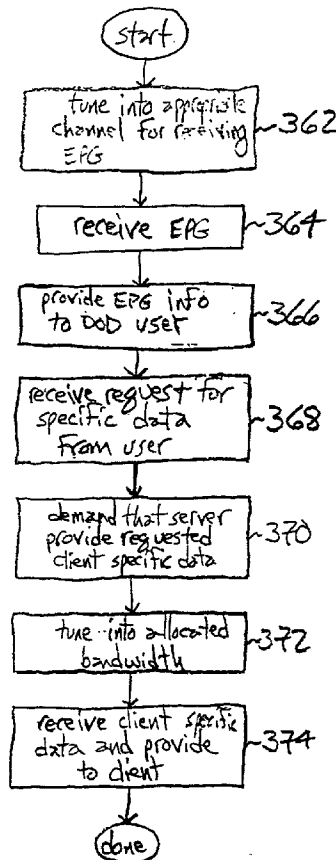 start
tune into appropriate
channel for receiving
EPG
362
receive EPG
364
provide EPG info
to DOD user
366
receive request for
specific data
from user
368
demand that server
provide requested
client specific data
370
tune into allocated
bandwidth
372
receive client specific
data and provide
to client
374
done